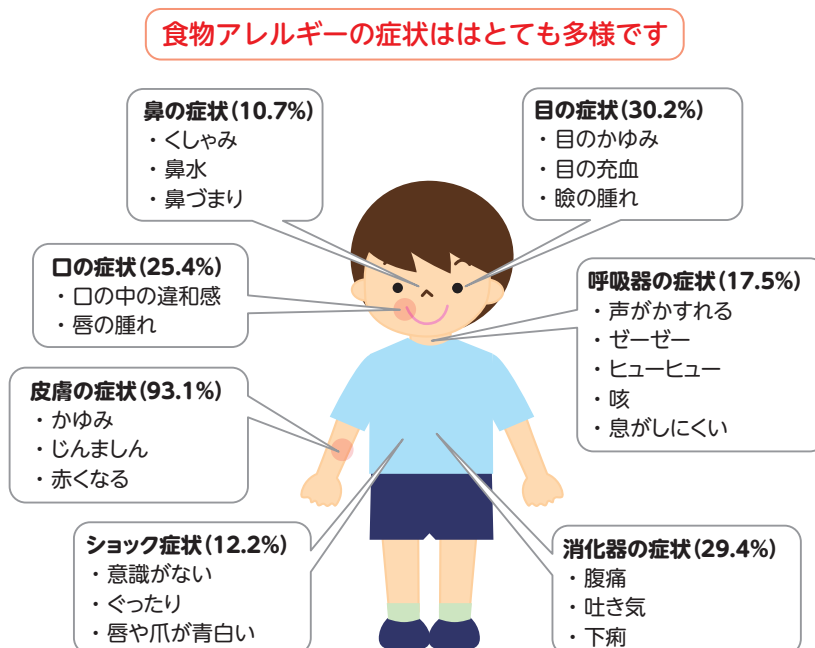 食物アレルギーの症状ははとても多様です
鼻の症状(10.7%)
・くしゃみ
・鼻水
・鼻づまり
目の症状(30.2%)
・目のかゆみ
・目の充血
・瞼の腫れ
口の症状(25.4%)
・口の中の違和感
・唇の腫れ
呼吸器の症状(17.5%)
・声がかすれる
・ゼーゼー
・ヒューヒュー
・咳
・息がしにくい
皮膚の症状(93.1%)
・かゆみ
・じんましん
・赤くなる
ショック症状(12.2%)
・意識がない
・ぐったり
・唇や爪が青白い
消化器の症状(29.4%)
・腹痛
・吐き気
・下痢